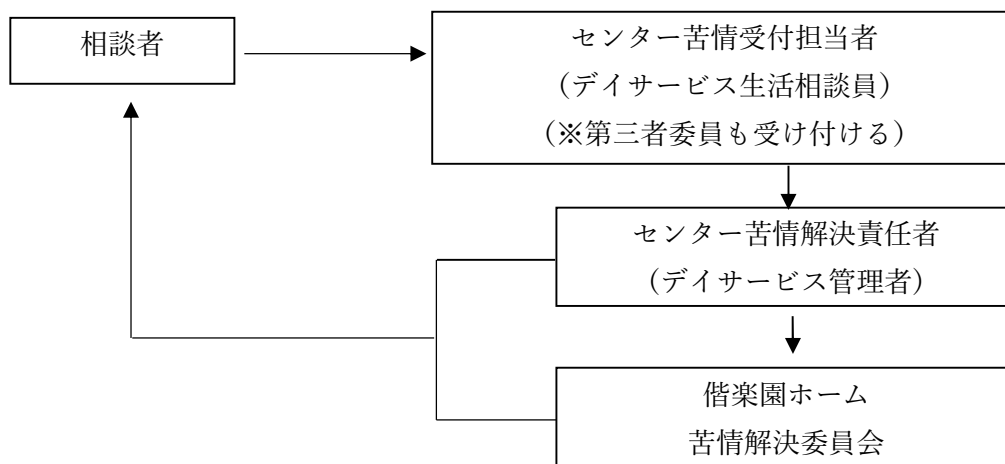 相談者
センター苦情受付担当者
（デイサービス生活相談員）
（※第三者委員も受け付ける）
センター苦情解決責任者
（デイサービス管理者）
偕楽園ホーム
苦情解決委員会